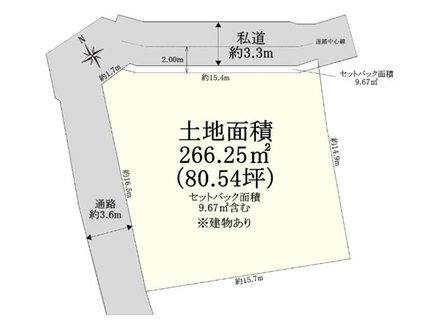 私道
約3.3m
道路中心線
N
2.00m
約1.7m
約15.4m
セットバック面積
9.67㎡
土地面積
266.25㎡
(80.54坪)
セットバック面積
9.67㎡含む
※建物あり
約14.9m
約16.5m
通路
約3.6m
約15.7m